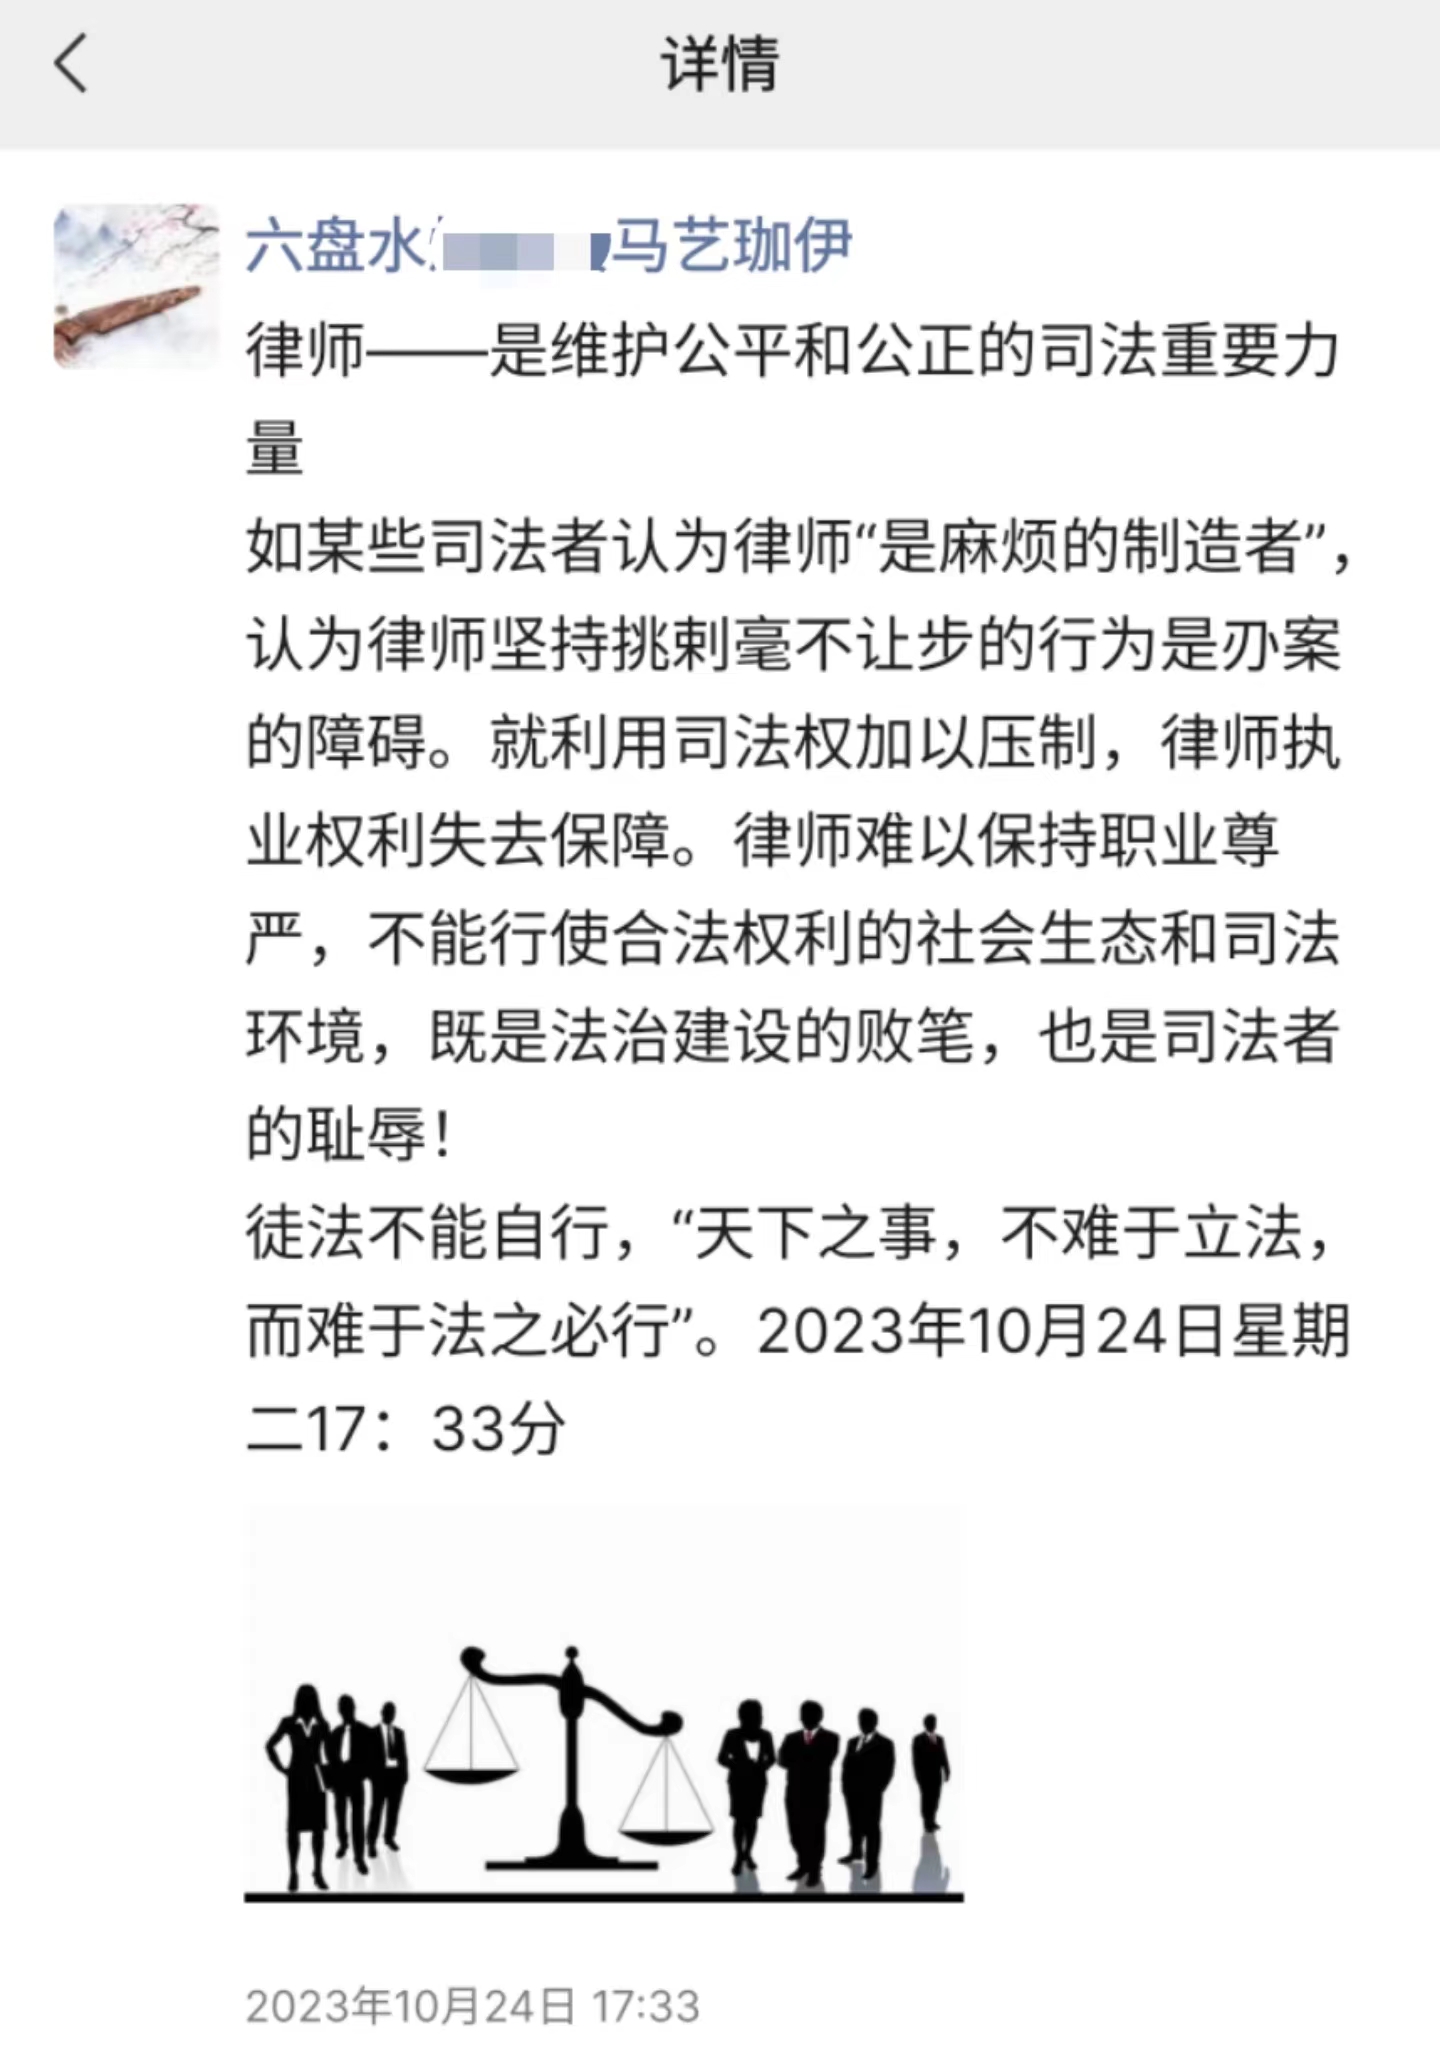 详情
六盘水 马艺珈伊
律师——是维护公平和公正的司法重要力
量
如某些司法者认为律师“是麻烦的制造者”，
认为律师坚持挑剌毫不让步的行为是办案
的障碍。就利用司法权加以压制，律师执
业权利失去保障。律师难以保持职业尊
严，不能行使合法权利的社会生态和司法
环境，既是法治建设的败笔，也是司法者
的耻辱！
徒法不能自行，“天下之事，不难于立法，
而难于法之必行”。2023年10月24日星期
二17：33分
2023年10月24日 17:33